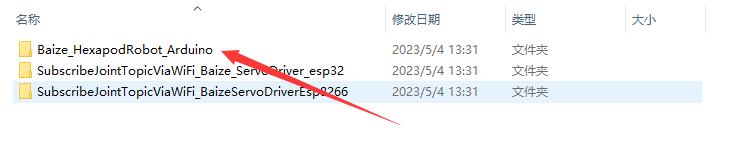 名称 修改日期 类型 大小
Baize_HexapodRobot_Arduino 2023/5/4 13:31 文件夹
SubscribeJointTopicViaWiFi_Baize_ServoDriver_esp32 2023/5/4 13:31 文件夹
SubscribeJointTopicViaWiFi_BaizeServoDriverEsp8266 2023/5/4 13:31 文件夹